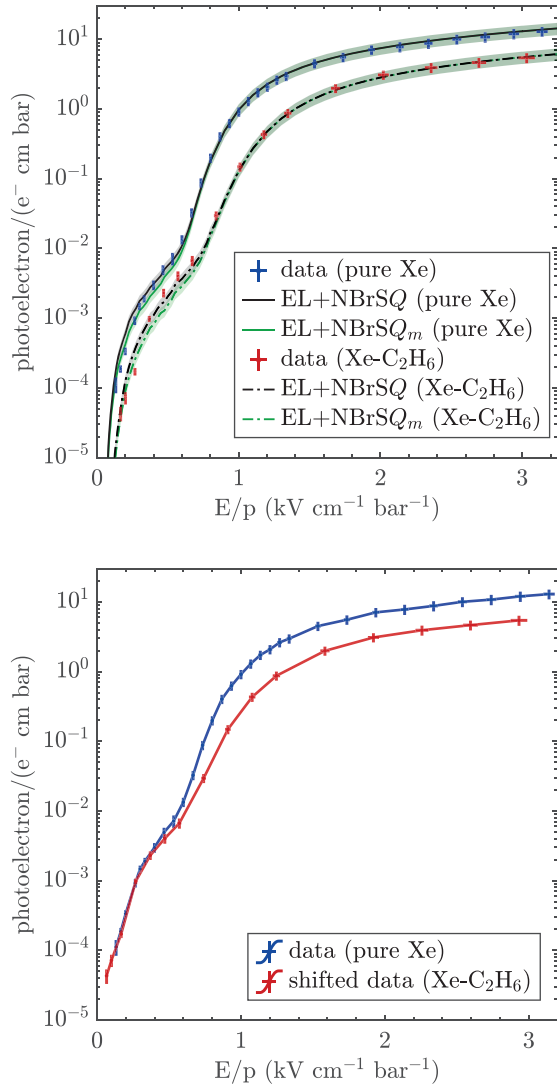 10¹
10⁰
10⁻¹
10⁻²
10⁻³
10⁻⁴
10⁻⁵
photoelectron/(e⁻ cm bar)
data (pure Xe)
EL+NBrSQ (pure Xe)
EL+NBrSQₘ (pure Xe)
data (Xe-C₂H₆)
EL+NBrSQ (Xe-C₂H₆)
EL+NBrSQₘ (Xe-C₂H₆)
0 1 2 3
E/p (kV cm⁻¹ bar⁻¹)
10¹
10⁰
10⁻¹
10⁻²
10⁻³
10⁻⁴
10⁻⁵
photoelectron/(e⁻ cm bar)
data (pure Xe)
shifted data (Xe-C₂H₆)
0 1 2 3
E/p (kV cm⁻¹ bar⁻¹)